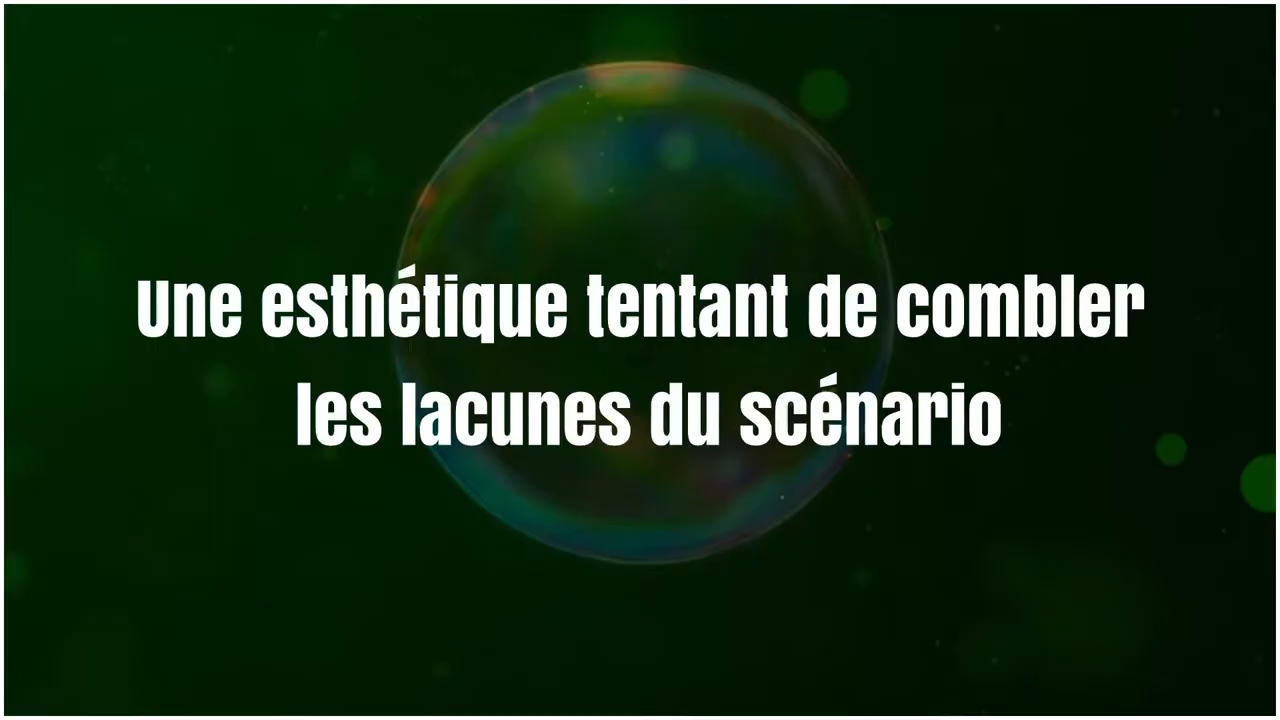 Une esthétique tentant de combler
les lacunes du scénario